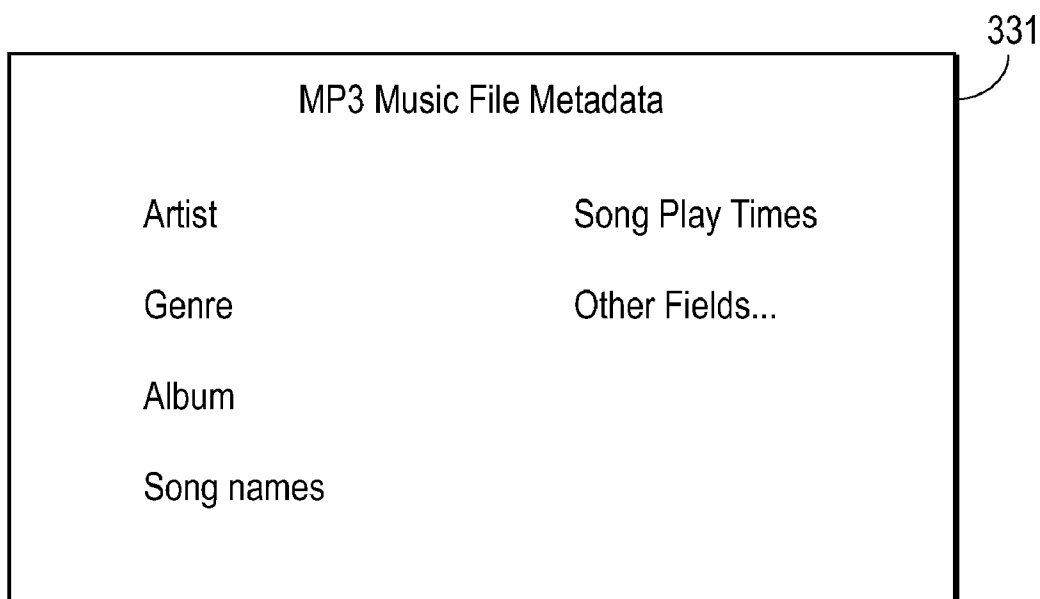 331
MP3 Music File Metadata
Artist
Genre
Album
Song names
Song Play Times
Other Fields...